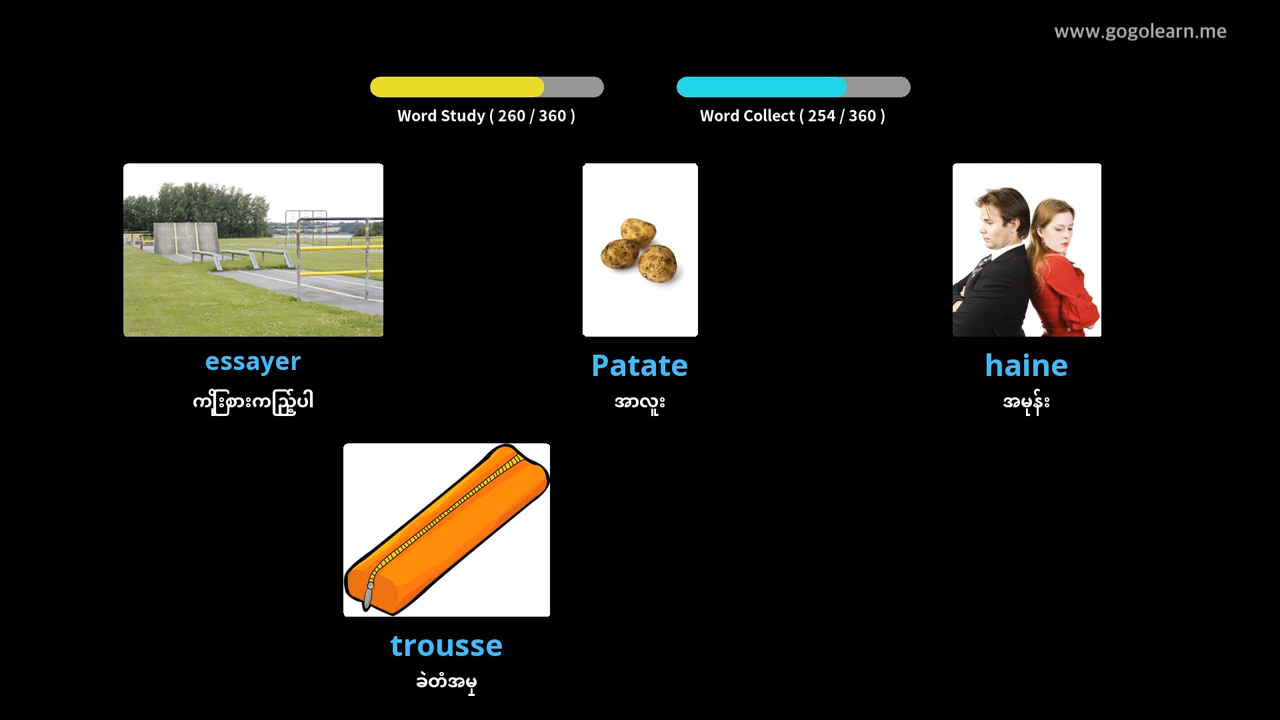 www.gogolearn.me
Word Study ( 260 / 360 )
Word Collect ( 254 / 360 )
essayer
ကြိုးစားကြည့်ပါ
Patate
အာလူး
haine
အမုန်း
trousse
ခဲတံအမှု